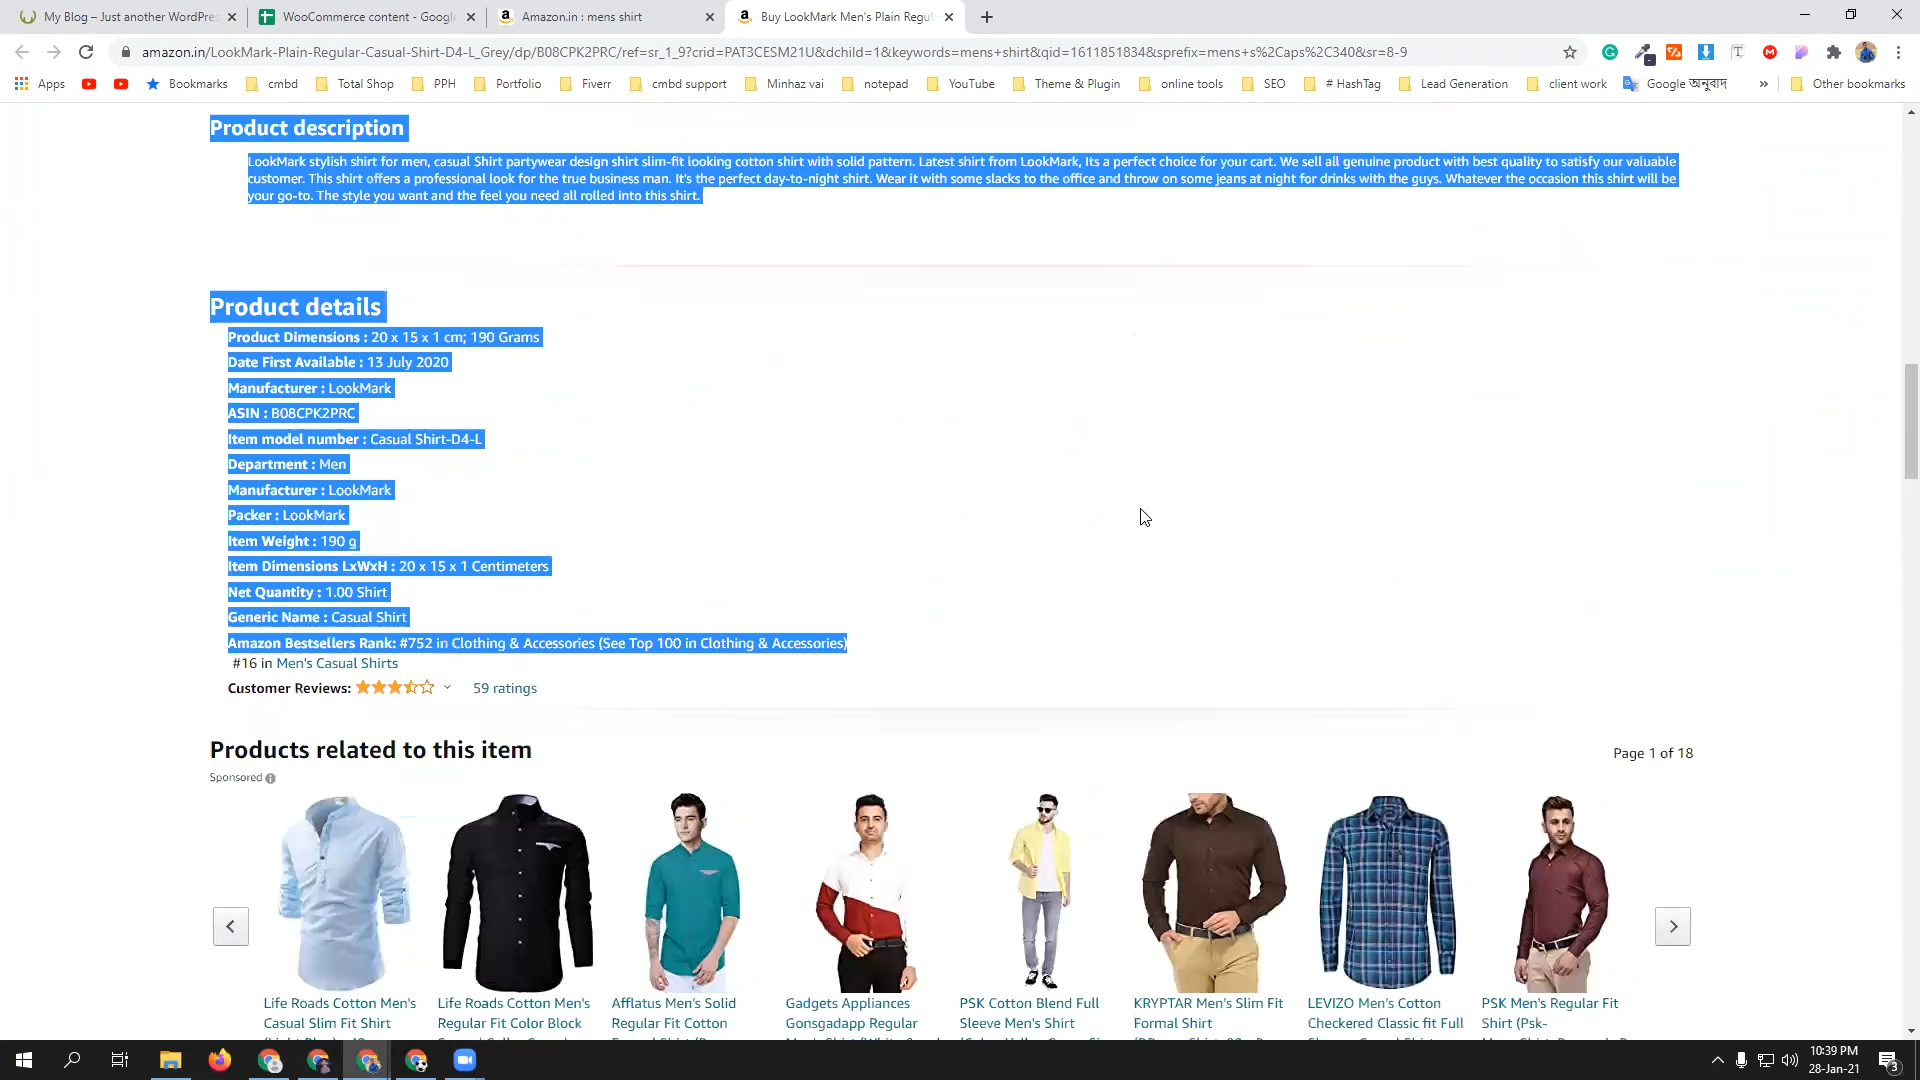 My Blog – Just another WordPre
WooCommerce content - Google
Amazon.in : mens shirt
Buy LookMark Men's Plain Regu
amazon.in/LookMark-Plain-Regular-Casual-Shirt-D4-L_Grey/dp/B08CPK2PRC/ref=sr_1_9?crid=PAT3CESM21U&dchild=1&keywords=mens+shirt&qid=1611851834&sprefix=mens+s%2Caps%2C340&sr=8-9
Apps Bookmarks cmbd Total Shop PPH Portfolio Fiverr cmbd support Minhaz vai notepad YouTube Theme & Plugin online tools SEO # HashTag Lead Generation client work Google অনুবাদ » Other bookmarks
Product description
LookMark stylish shirt for men, casual Shirt partywear design shirt slim-fit looking cotton shirt with solid pattern. Latest shirt from LookMark, Its a perfect choice for your cart. We sell all genuine product with best quality to satisfy our valuable
customer. This shirt offers a professional look for the true business man. It's the perfect day-to-night shirt. Wear it with some slacks to the office and throw on some jeans at night for drinks with the guys. Whatever the occasion this shirt will be
your go-to. The style you want and the feel you need all rolled into this shirt.
Product details
Product Dimensions : 20 x 15 x 1 cm; 190 Grams
Date First Available : 13 July 2020
Manufacturer : LookMark
ASIN : B08CPK2PRC
Item model number : Casual Shirt-D4-L
Department : Men
Manufacturer : LookMark
Packer : LookMark
Item Weight : 190 g
Item Dimensions LxWxH : 20 x 15 x 1 Centimeters
Net Quantity : 1.00 Shirt
Generic Name : Casual Shirt
Amazon Bestsellers Rank: #752 in Clothing & Accessories (See Top 100 in Clothing & Accessories)
#16 in Men's Casual Shirts
Customer Reviews: 59 ratings
Products related to this item
Page 1 of 18
Sponsored
Life Roads Cotton Men's
Casual Slim Fit Shirt
Life Roads Cotton Men's
Regular Fit Color Block
Afflatus Men's Solid
Regular Fit Cotton
Gadgets Appliances
Gonsgadapp Regular
PSK Cotton Blend Full
Sleeve Men's Shirt
KRYPTAR Men's Slim Fit
Formal Shirt
LEVIZO Men's Cotton
Checkered Classic fit Full
PSK Men's Regular Fit
Shirt (Psk-
10:39 PM
28-Jan-21
3